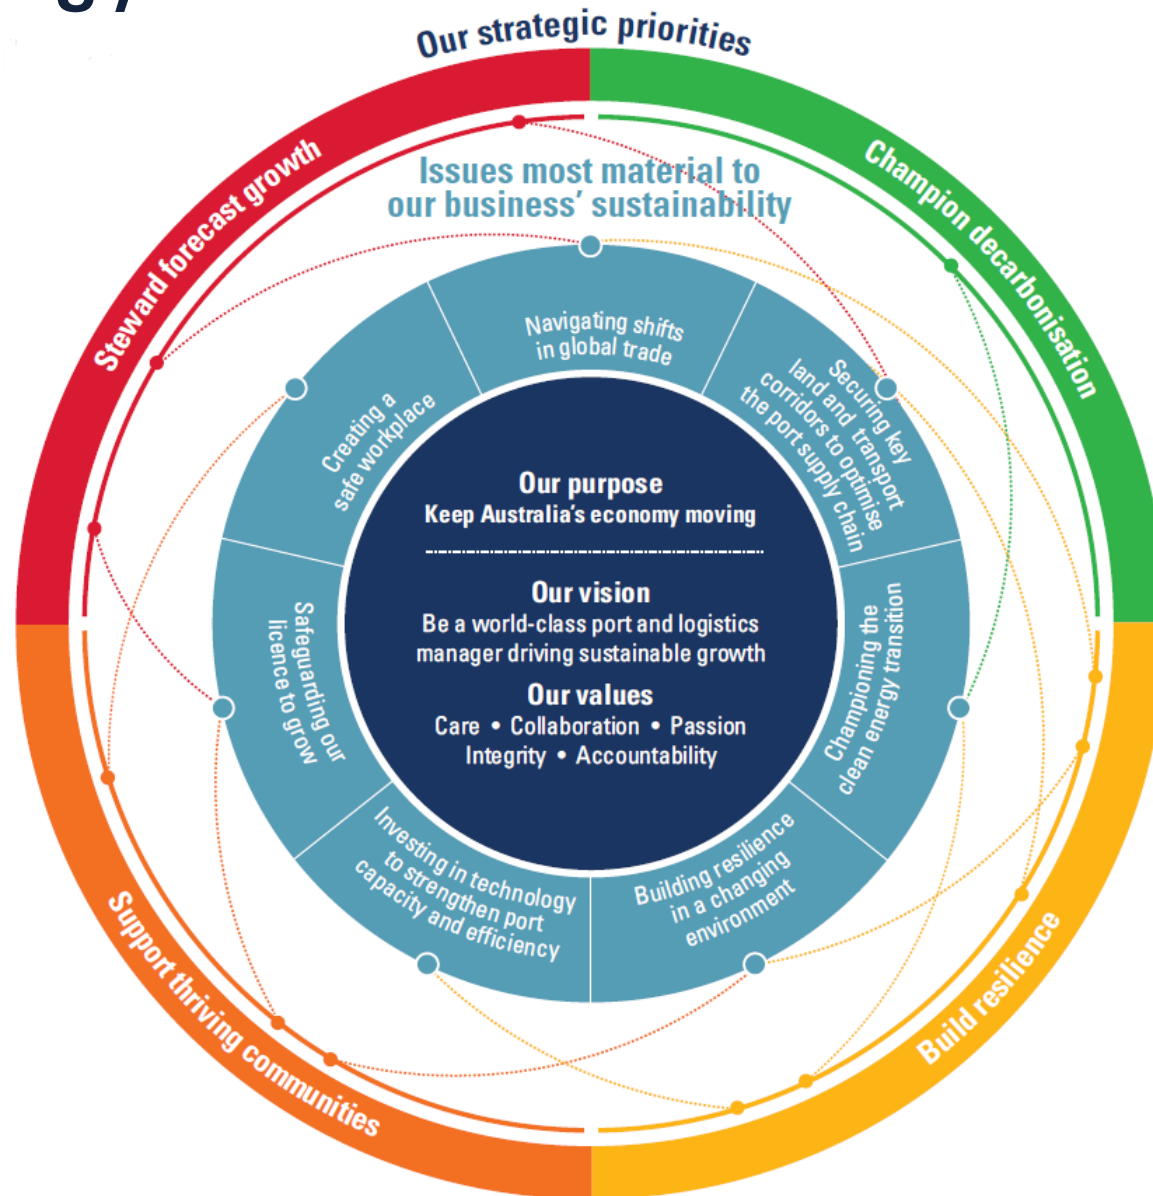 Our strategic priorities
Steward forecast growth
Champion decarbonisation
Issues most material to
our business’ sustainability
Navigating shifts
in global trade
Securing key
land and transport
corridors to optimise
the port supply chain
Creating a
safe workplace
Our purpose
Keep Australia’s economy moving
Our vision
Be a world-class port and logistics
manager driving sustainable growth
Our values
Care • Collaboration • Passion
Integrity • Accountability
Championing the
clean energy transition
Safeguarding our
licence to grow
Investing in technology
to strengthen port
capacity and efficiency
Building resilience
in a changing
environment
Support thriving communities
Build resilience